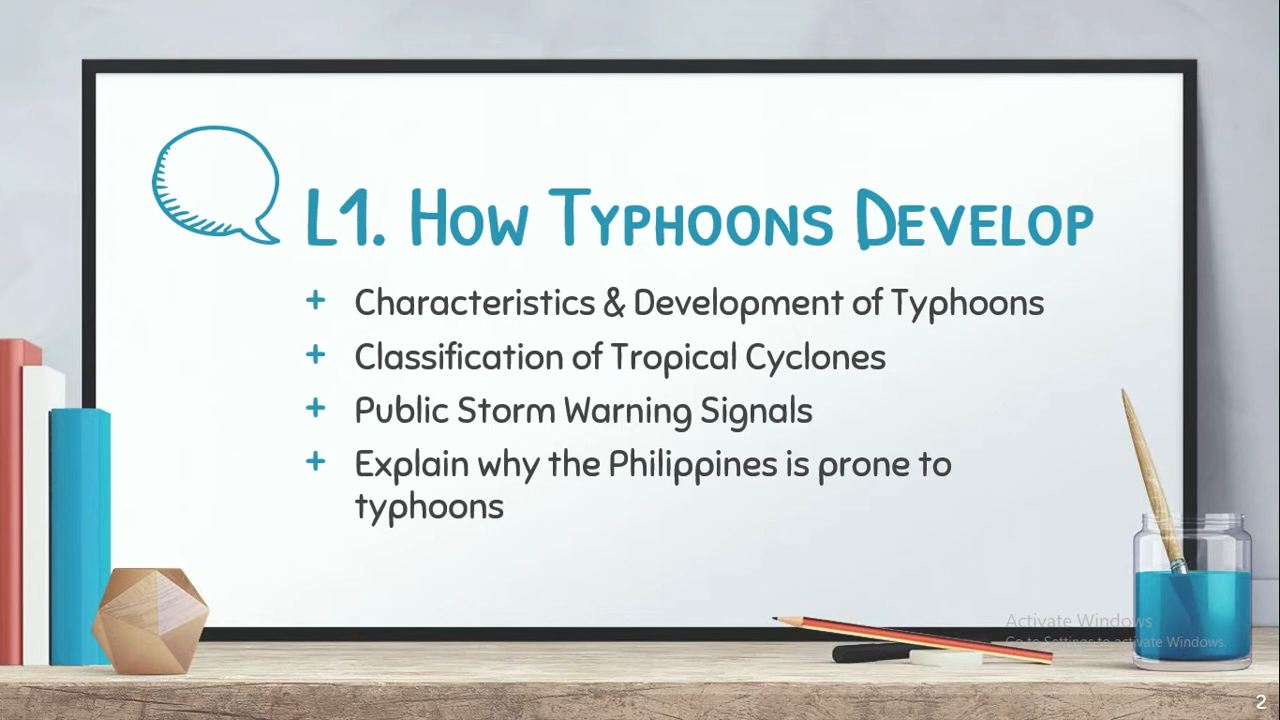 L1. How Typhoons Develop
+ Characteristics & Development of Typhoons
+ Classification of Tropical Cyclones
+ Public Storm Warning Signals
+ Explain why the Philippines is prone to
typhoons
Activate Windows
Go to Settings to activate Windows.
2